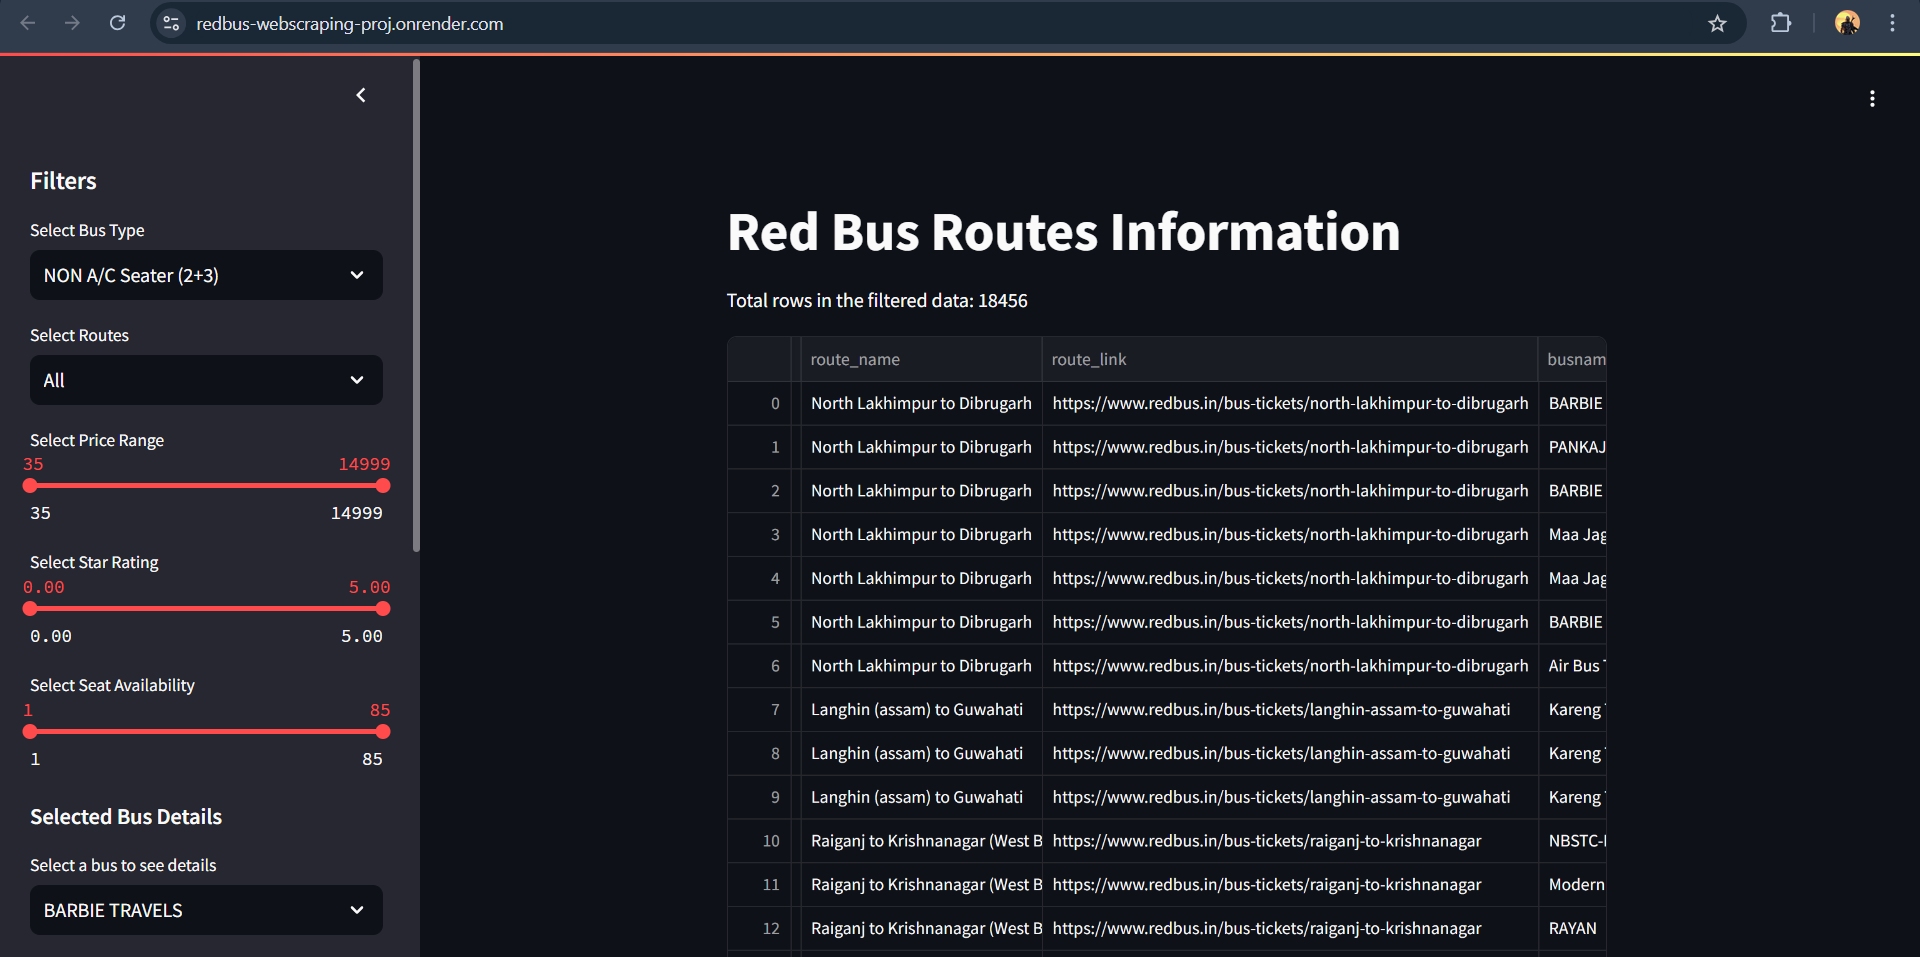 redbus-webscraping-proj.onrender.com
Filters
Select Bus Type
NON A/C Seater (2+3)
Select Routes
All
Select Price Range
35 14999
35 14999
Select Star Rating
0.00 5.00
0.00 5.00
Select Seat Availability
1 85
1 85
Selected Bus Details
Select a bus to see details
BARBIE TRAVELS
Red Bus Routes Information
Total rows in the filtered data: 18456
route_name route_link busnam
0 North Lakhimpur to Dibrugarh https://www.redbus.in/bus-tickets/north-lakhimpur-to-dibrugarh BARBIE
1 North Lakhimpur to Dibrugarh https://www.redbus.in/bus-tickets/north-lakhimpur-to-dibrugarh PANKAJ
2 North Lakhimpur to Dibrugarh https://www.redbus.in/bus-tickets/north-lakhimpur-to-dibrugarh BARBIE
3 North Lakhimpur to Dibrugarh https://www.redbus.in/bus-tickets/north-lakhimpur-to-dibrugarh Maa Jag
4 North Lakhimpur to Dibrugarh https://www.redbus.in/bus-tickets/north-lakhimpur-to-dibrugarh Maa Jag
5 North Lakhimpur to Dibrugarh https://www.redbus.in/bus-tickets/north-lakhimpur-to-dibrugarh BARBIE
6 North Lakhimpur to Dibrugarh https://www.redbus.in/bus-tickets/north-lakhimpur-to-dibrugarh Air Bus
7 Langhin (assam) to Guwahati https://www.redbus.in/bus-tickets/langhin-assam-to-guwahati Kareng
8 Langhin (assam) to Guwahati https://www.redbus.in/bus-tickets/langhin-assam-to-guwahati Kareng
9 Langhin (assam) to Guwahati https://www.redbus.in/bus-tickets/langhin-assam-to-guwahati Kareng
10 Raiganj to Krishnanagar (West B https://www.redbus.in/bus-tickets/raiganj-to-krishnanagar NBSTC-
11 Raiganj to Krishnanagar (West B https://www.redbus.in/bus-tickets/raiganj-to-krishnanagar Modern
12 Raiganj to Krishnanagar (West B https://www.redbus.in/bus-tickets/raiganj-to-krishnanagar RAYAN